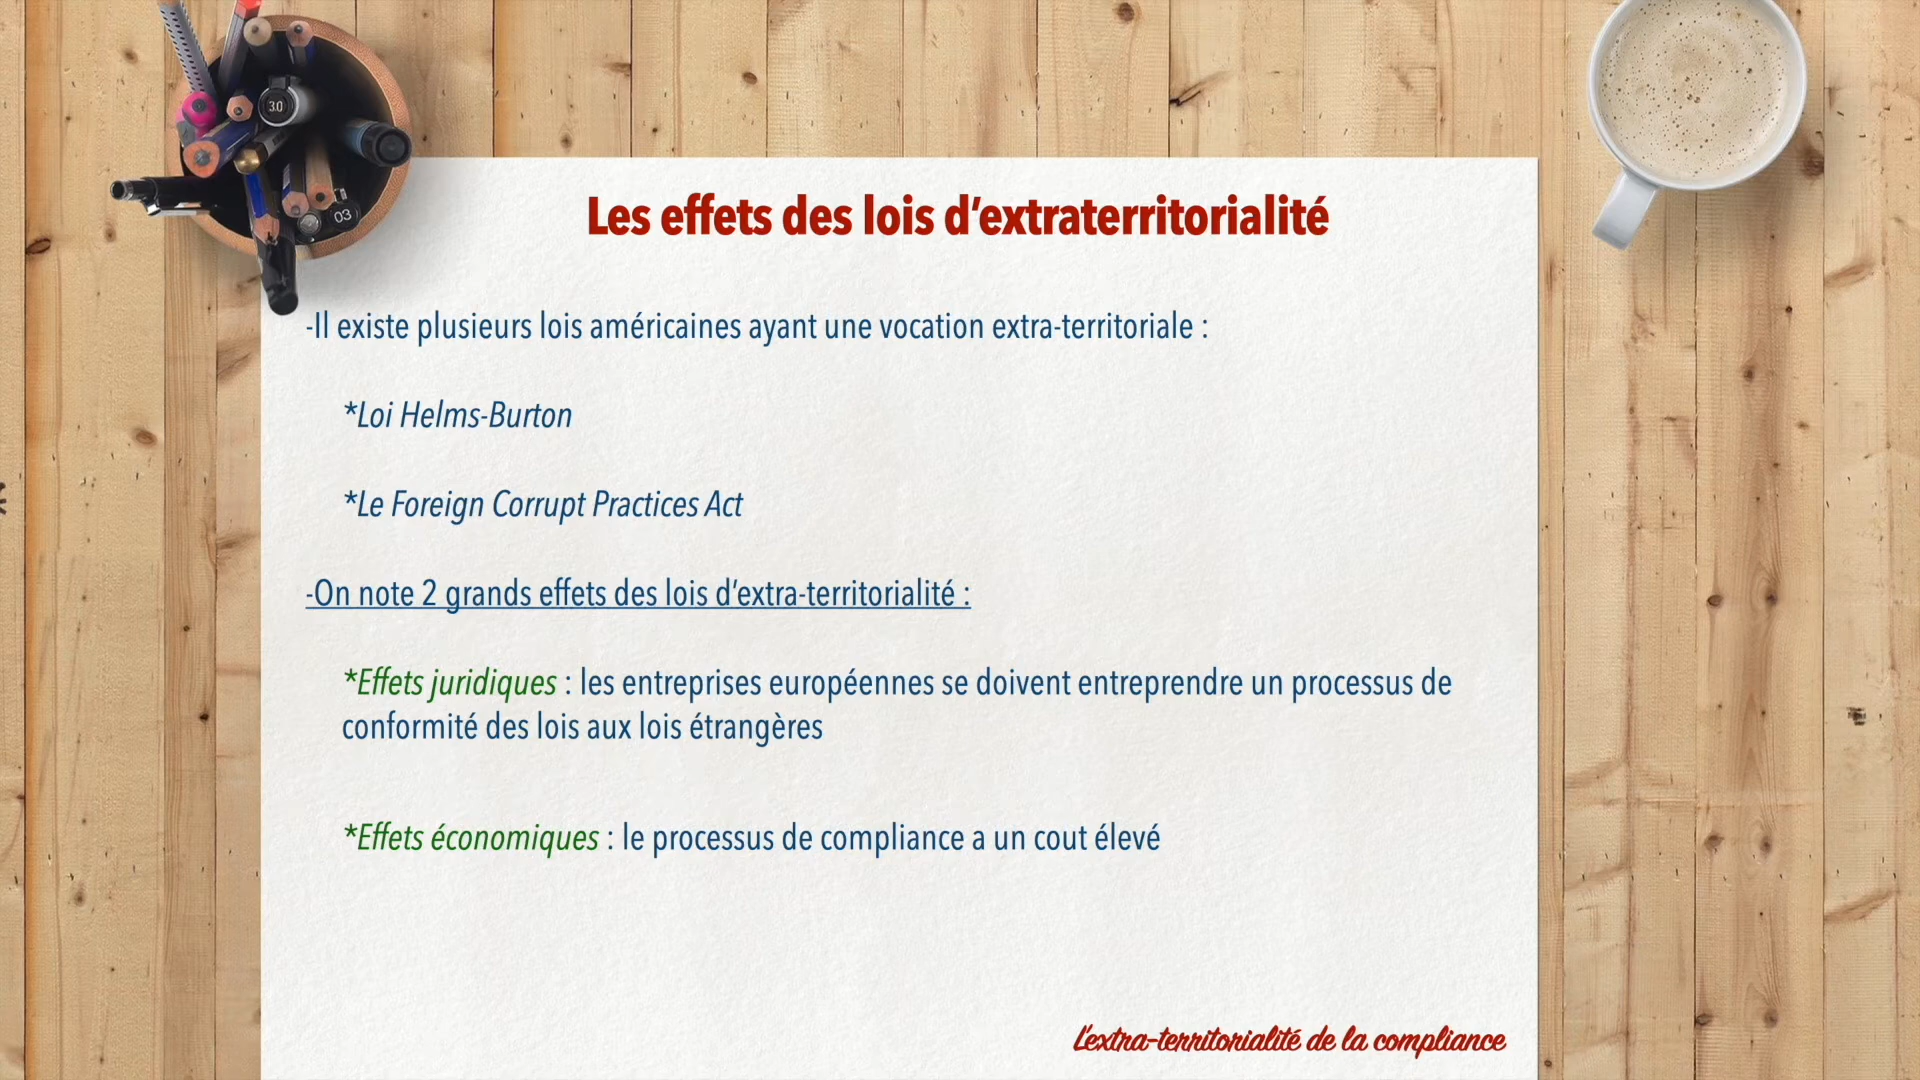 3.0
03
Les effets des lois d’extraterritorialité
-Il existe plusieurs lois américaines ayant une vocation extra-territoriale :
*Loi Helms-Burton
*Le Foreign Corrupt Practices Act
-On note 2 grands effets des lois d’extra-territorialité :
*Effets juridiques : les entreprises européennes se doivent entreprendre un processus de
conformité des lois aux lois étrangères
*Effets économiques : le processus de compliance a un cout élevé
L'extra-territorialité de la compliance